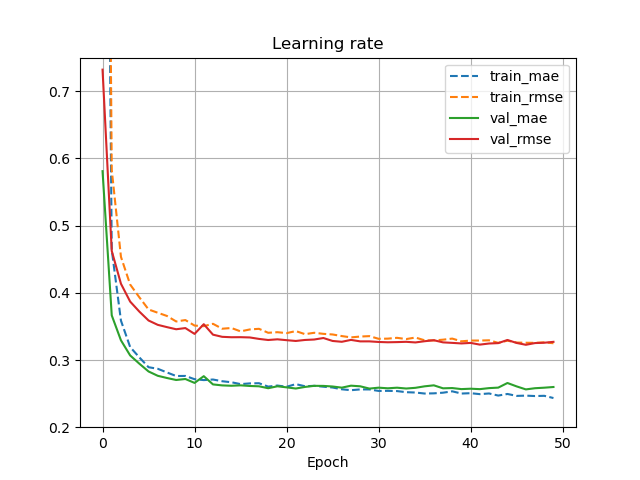 Learning rate
train_mae
train_rmse
val_mae
val_rmse
0.7
0.6
0.5
0.4
0.3
0.2
0 10 20 30 40 50
Epoch